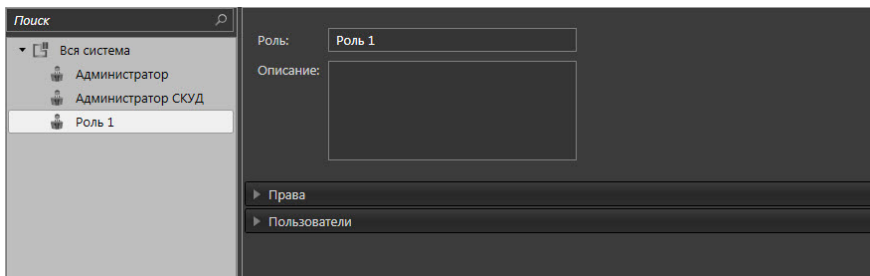 Поиск
Вся система
Администратор
Администратор СКУД
Роль 1
Роль: Роль 1
Описание:
Права
Пользователи